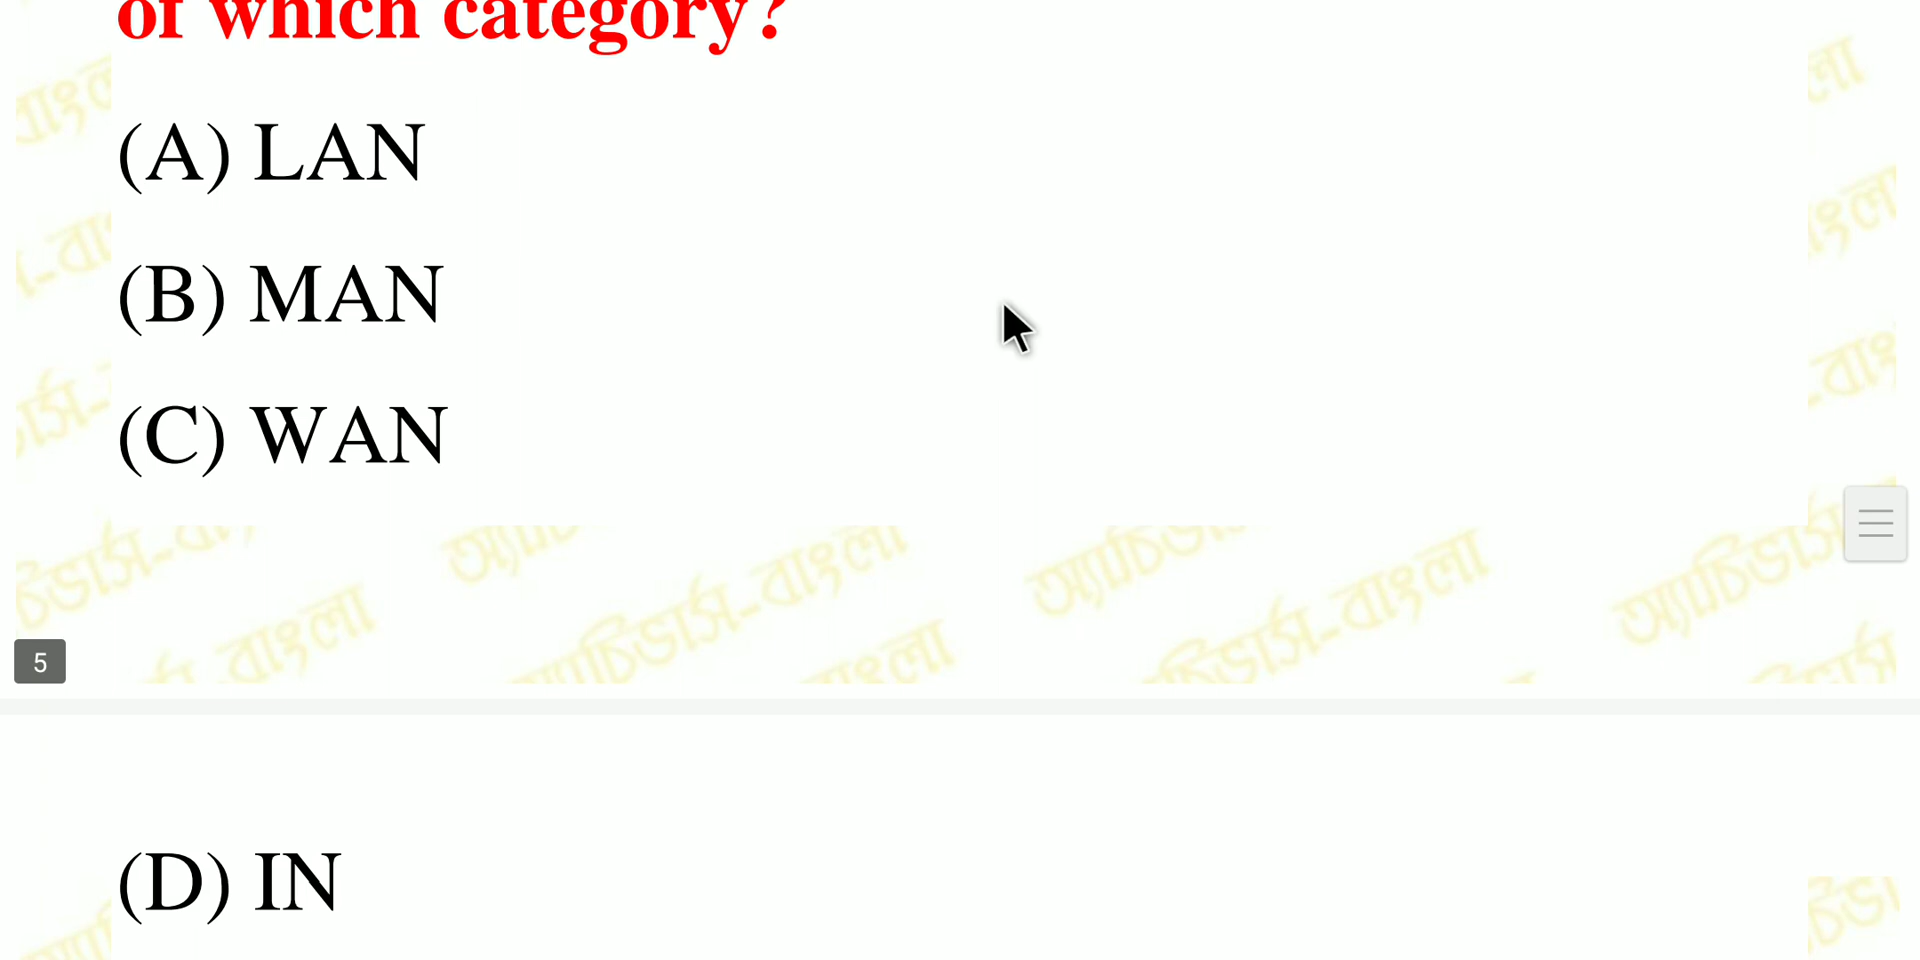 of which category?
(A) LAN
(B) MAN
(C) WAN
অ্যাচিভার্স-বাংলা
5
(D) IN